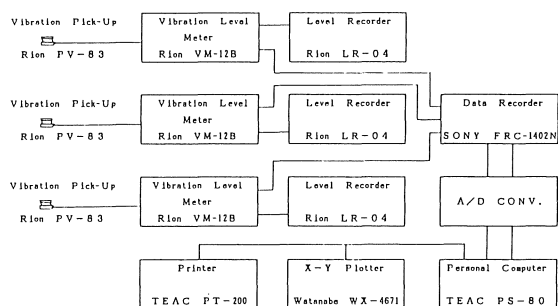 Vibration Pick-Up
Rion PV-83
Vibration Level
Meter
Rion VM-12B
Level Recorder
Rion LR-04
Vibration Pick-Up
Rion PV-83
Vibration Level
Meter
Rion VM-12B
Level Recorder
Rion LR-04
Data Recorder
SONY FRC-1402N
Vibration Pick-Up
Rion PV-83
Vibration Level
Meter
Rion VM-12B
Level Recorder
Rion LR-04
A/D CONV.
Printer
TEAC PT-200
X-Y Plotter
Watanabe WX-4671
Personal Computer
TEAC PS-80